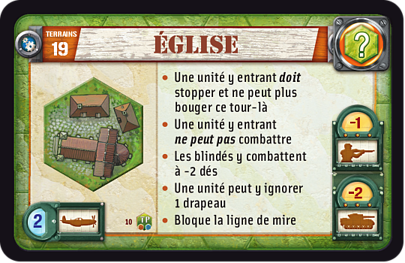 TERRAINS
19
ÉGLISE
?
• Une unité y entrant doit
stopper et ne peut plus
bouger ce tour-là
• Une unité y entrant
ne peut pas combattre
• Les blindés y combattent
à -2 dés
• Une unité peut y ignorer
1 drapeau
• Bloque la ligne de mire
-1
-2
2
10